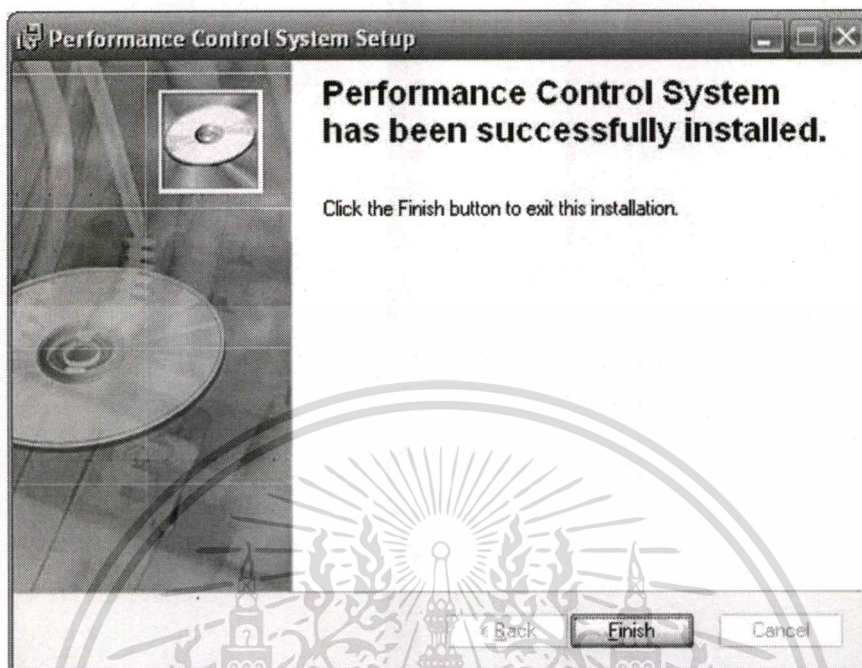 Performance Control System Setup
Performance Control System
has been successfully installed.
Click the Finish button to exit this installation.
< Back Finish Cancel